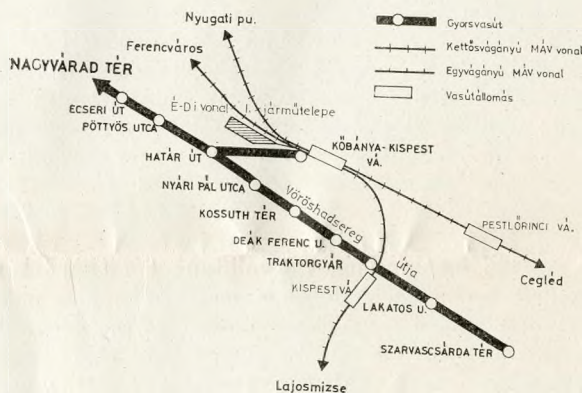 Nyugati pu.
Ferencváros
NAGYVÁRAD TÉR
ECSERI ÚT
PÖTTYÖS UTCA
É-D i vonal I. járműtelepe
HATÁR ÚT
KŐBÁNYA-KISPEST
VÁ.
NYÁRI PÁL UTCA
KOSSUTH TÉR
Vöröshadsereg
útja
DEÁK FERENC U.
TRAKTORGYÁR
KISPEST VÁ
LAKATOS U.
SZARVASCSÁRDA TÉR
PESTLŐRINCI VÁ.
Cegléd
Lajosmizse
Gyorsvasút
Kettősvágányú MÁV vonal
Egyvágányú MÁV vonal
Vasútállomás